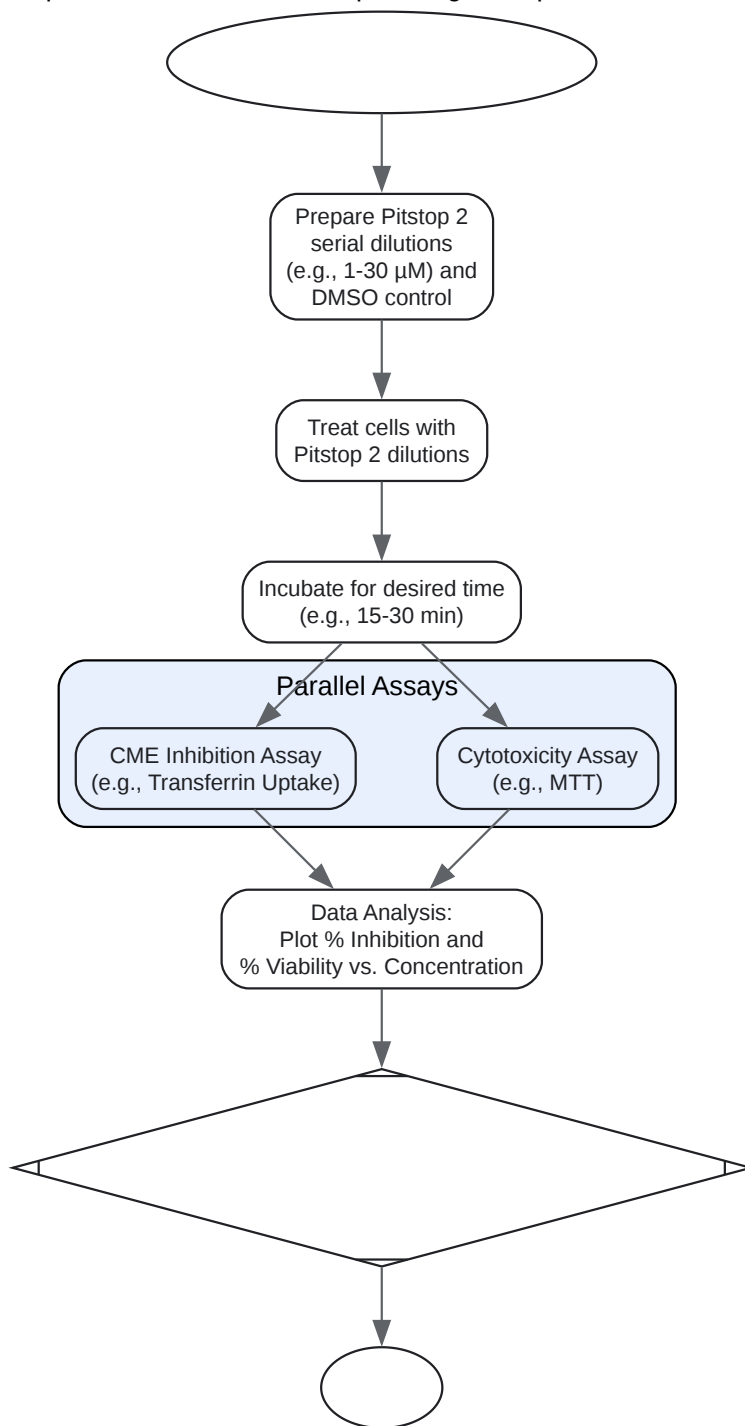 Prepare Pitstop 2
serial dilutions
(e.g., 1-30 µM) and
DMSO control
Treat cells with
Pitstop 2 dilutions
Incubate for desired time
(e.g., 15-30 min)
Parallel Assays
CME Inhibition Assay
(e.g., Transferrin Uptake)
Cytotoxicity Assay
(e.g., MTT)
Data Analysis:
Plot % Inhibition and
% Viability vs. Concentration